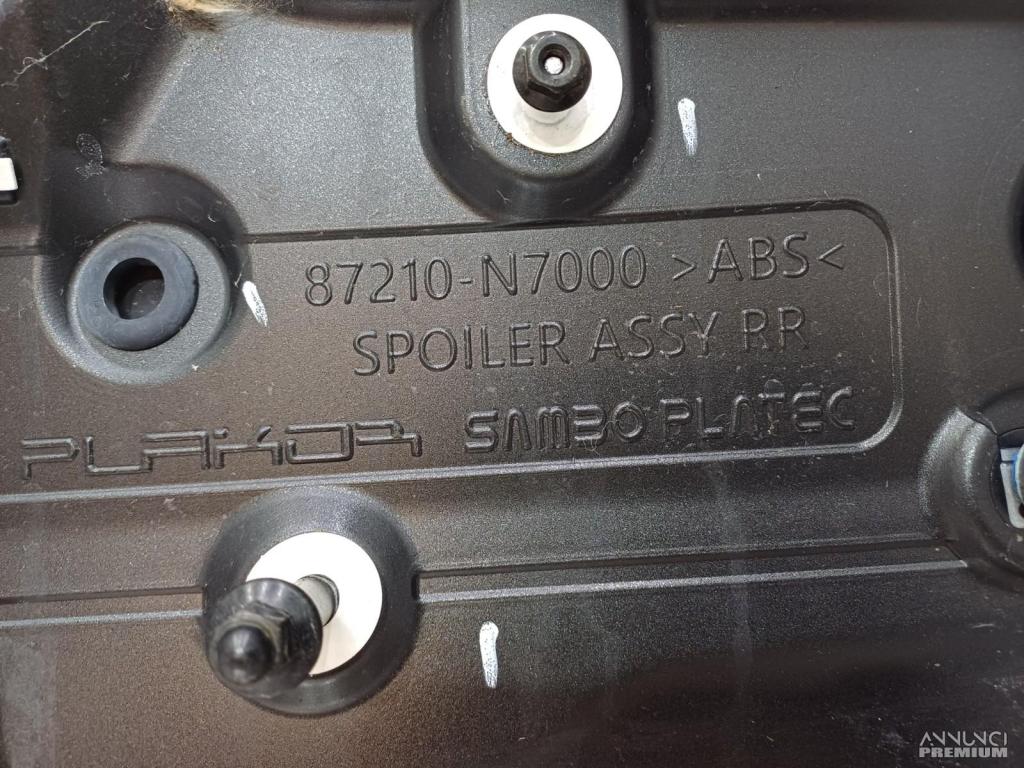 87210-N7000 >ABS<
SPOILER ASSY RR
PLAKOR SAMBO PLATEC
ANNUNCI
PREMIUM